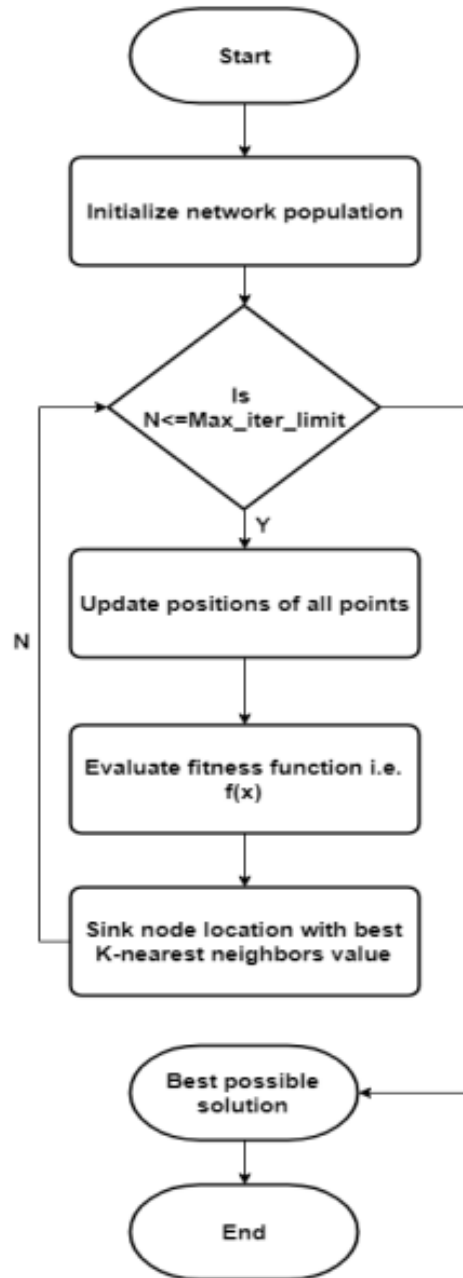 Start
Initialize network population
Is
N<=Max_iter_limit
Y
Update positions of all points
N
Evaluate fitness function i.e.
f(x)
Sink node location with best
K-nearest neighbors value
Best possible
solution
End